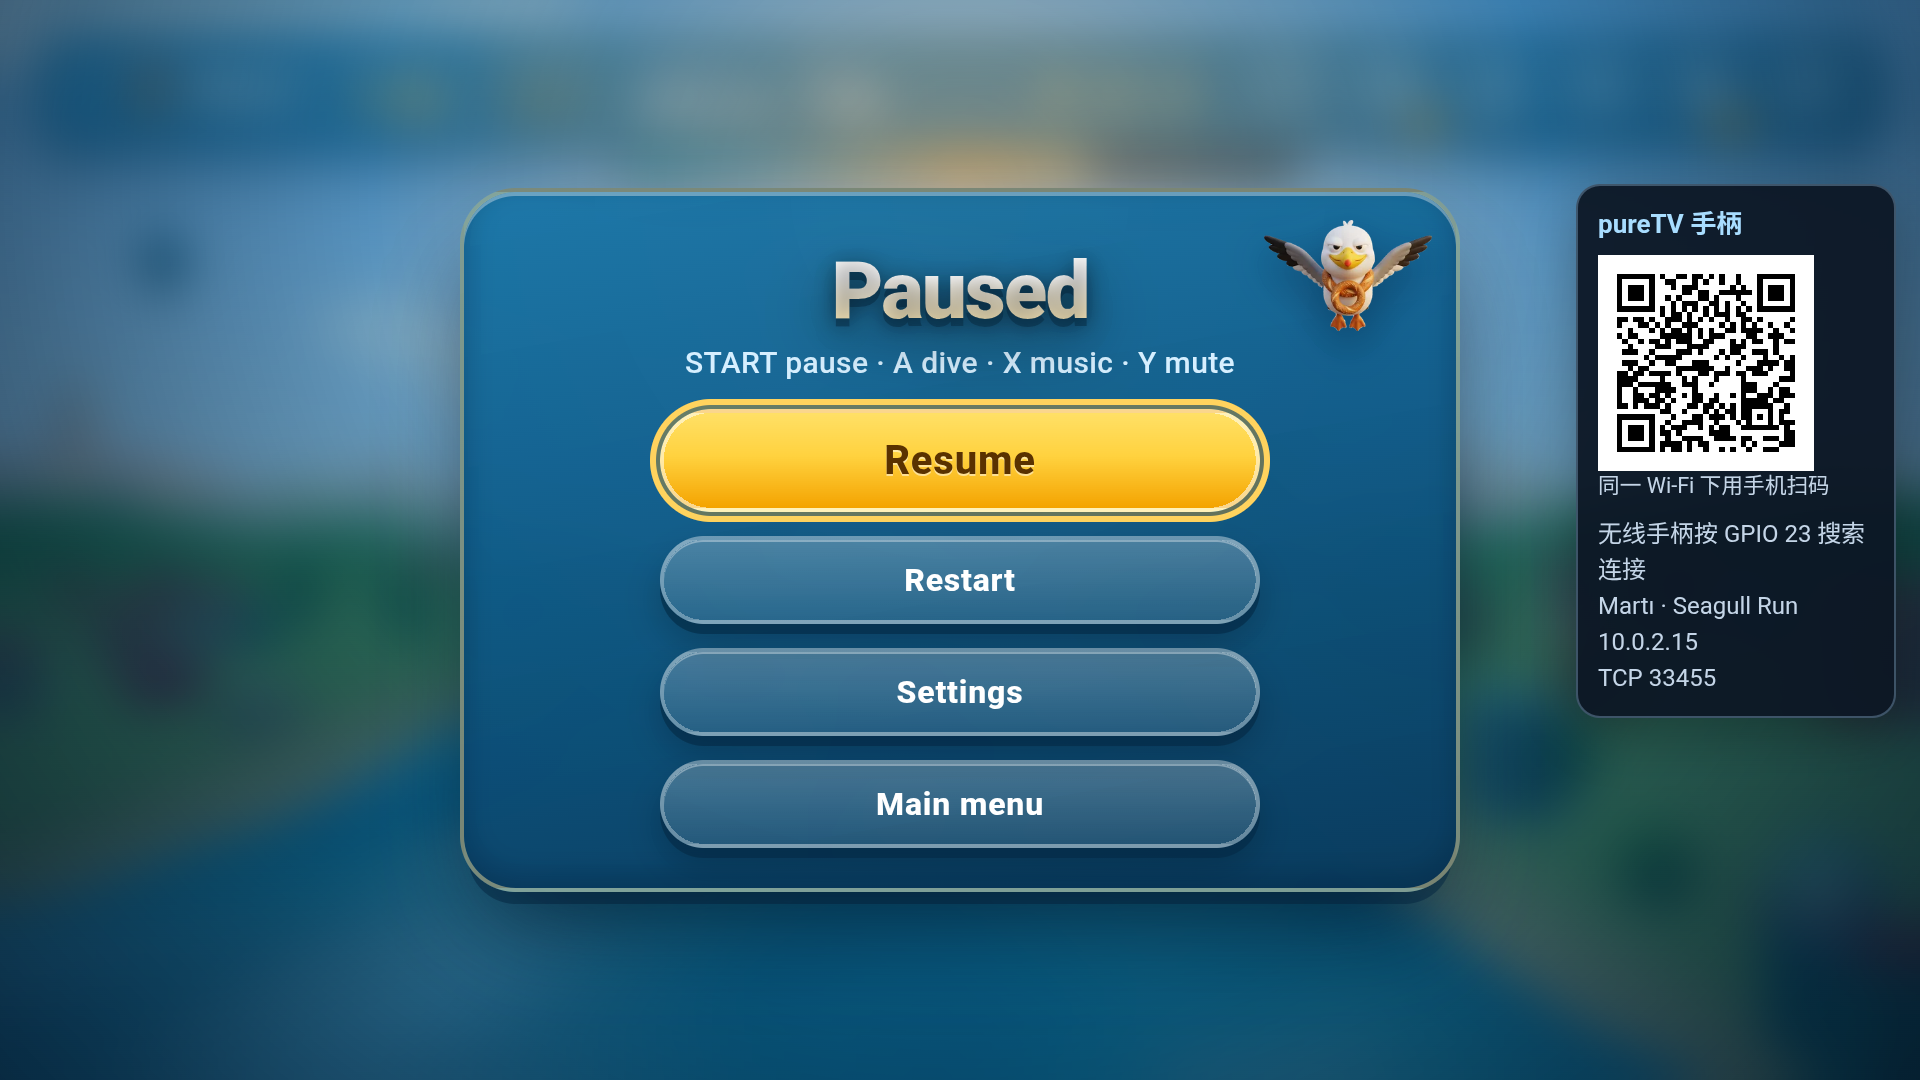 Paused
START pause · A dive · X music · Y mute
Resume
Restart
Settings
Main menu
pureTV 手柄
同一 Wi-Fi 下用手机扫码
无线手柄按 GPIO 23 搜索
连接
Martı · Seagull Run
10.0.2.15
TCP 33455